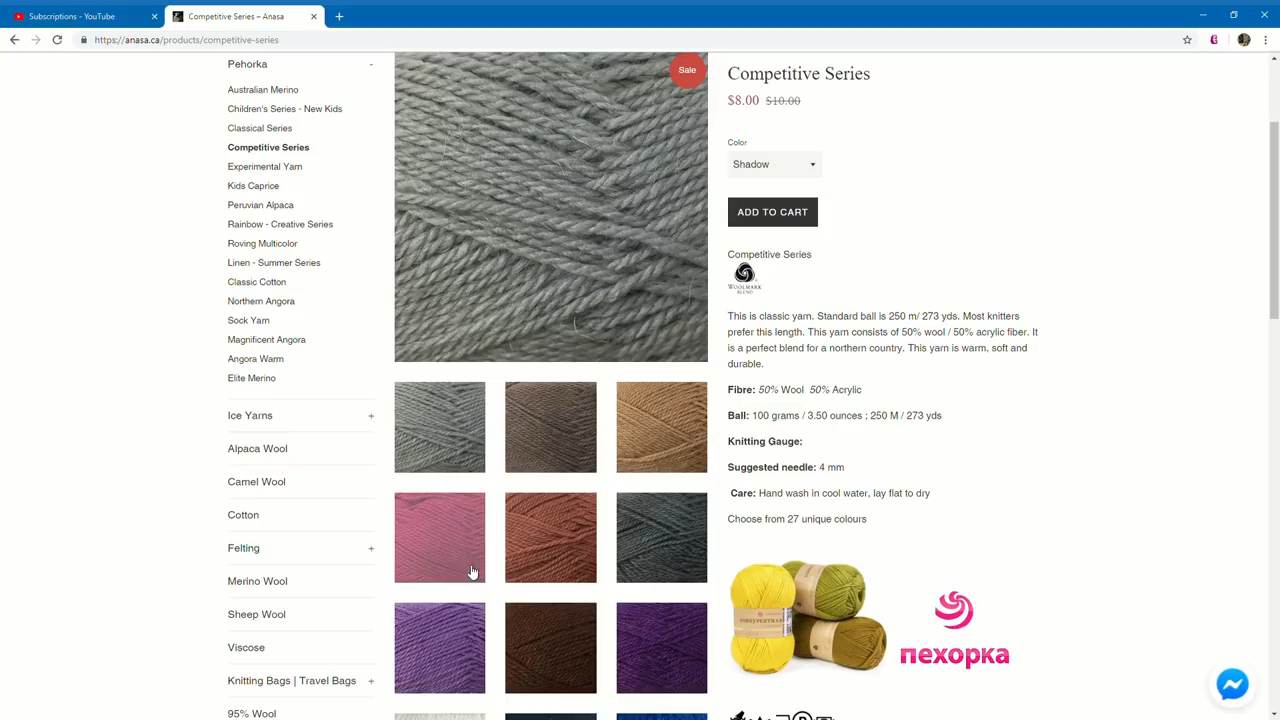 Subscriptions - YouTube
Competitive Series – Anasa
https://anasa.ca/products/competitive-series
Pehorka -
Australian Merino
Children's Series - New Kids
Classical Series
Competitive Series
Experimental Yarn
Kids Caprice
Peruvian Alpaca
Rainbow - Creative Series
Roving Multicolor
Linen - Summer Series
Classic Cotton
Northern Angora
Sock Yarn
Magnificent Angora
Angora Warm
Elite Merino
Ice Yarns +
Alpaca Wool
Camel Wool
Cotton
Felting +
Merino Wool
Sheep Wool
Viscose
Knitting Bags | Travel Bags +
95% Wool
Sale
Competitive Series
$8.00 $10.00
Color
Shadow
ADD TO CART
Competitive Series
WOOLMARK
BLEND
This is classic yarn. Standard ball is 250 m/ 273 yds. Most knitters
prefer this length. This yarn consists of 50% wool / 50% acrylic fiber. It
is a perfect blend for a northern country. This yarn is warm, soft and
durable.
Fibre: 50% Wool 50% Acrylic
Ball: 100 grams / 3.50 ounces ; 250 M / 273 yds
Knitting Gauge:
Suggested needle: 4 mm
Care: Hand wash in cool water, lay flat to dry
Choose from 27 unique colours
пехорка